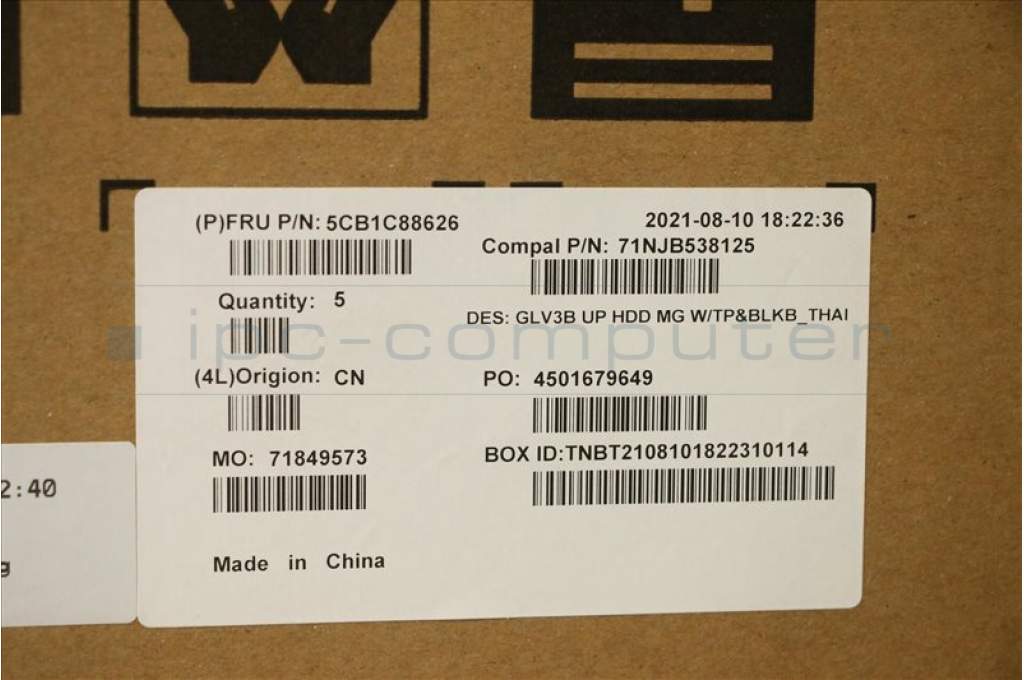 (P)FRU P/N: 5CB1C88626
2021-08-10 18:22:36
Compal P/N: 71NJB538125
Quantity: 5
DES: GLV3B UP HDD MG W/TP&BLKB_THAI
ipc-computer
(4L)Origion: CN
PO: 4501679649
MO: 71849573
BOX ID:TNBT2108101822310114
2:40
g
Made in China